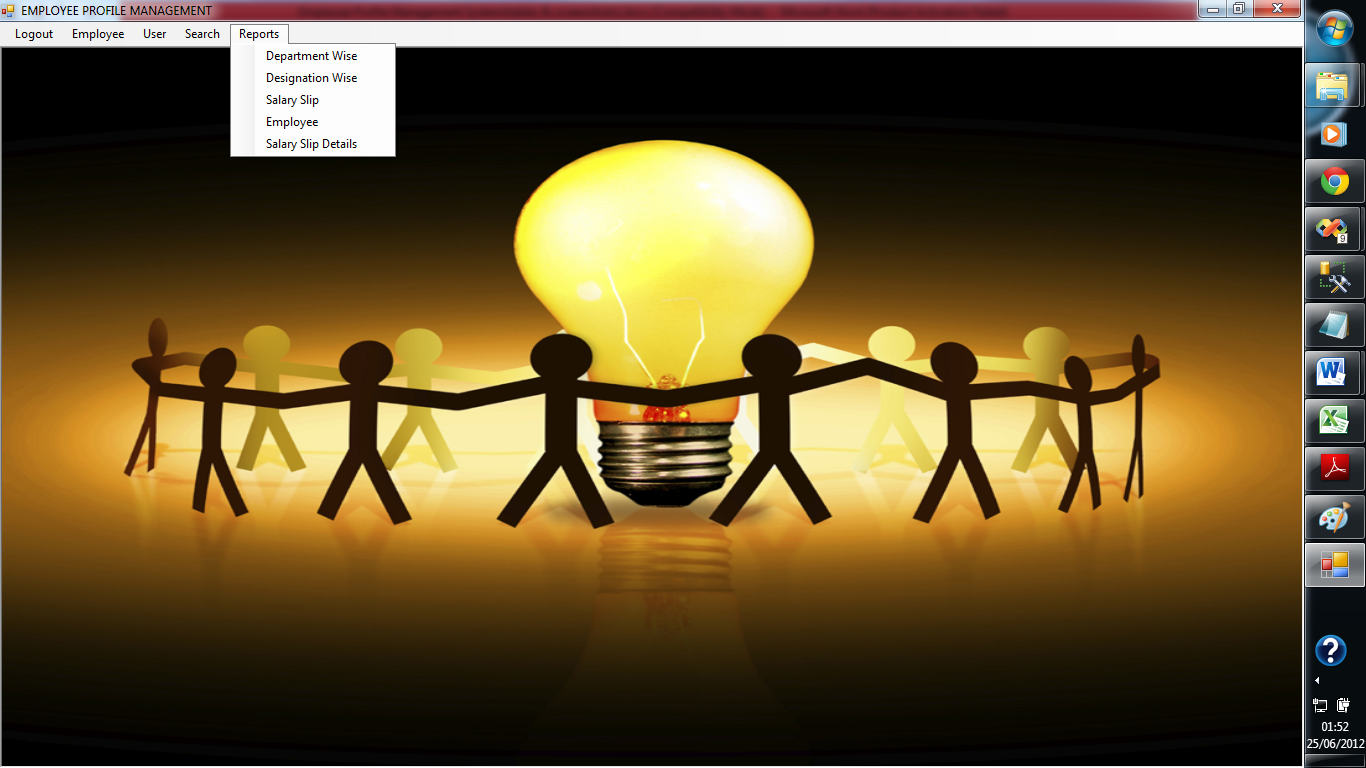 EMPLOYEE PROFILE MANAGEMENT
Logout Employee User Search Reports
Department Wise
Designation Wise
Salary Slip
Employee
Salary Slip Details
9
W
X
?
01:52
25/06/2012